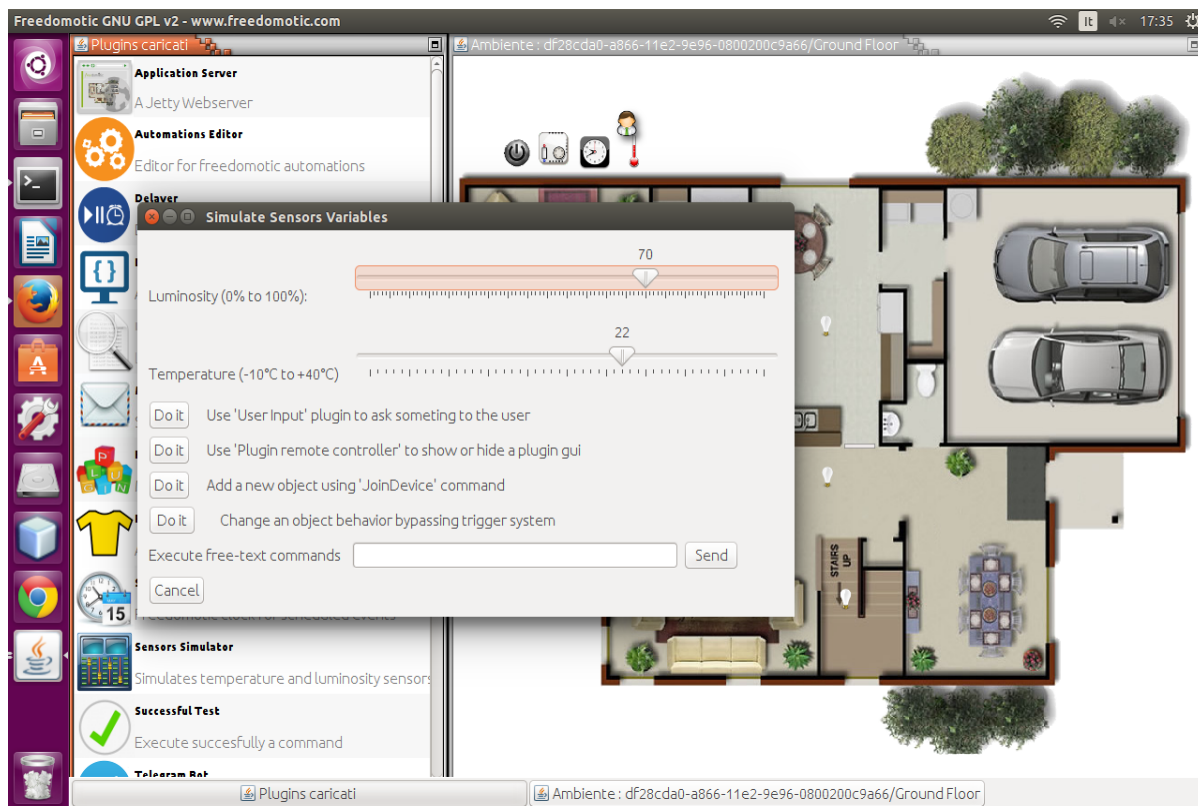 Freedomotic GNU GPL v2 - www.freedomotic.com
It
17:35
Plugins caricati
Ambiente : df28cda0-a866-11e2-9e96-0800200c9a66/Ground Floor
Application Server
A Jetty Webserver
Automations Editor
Editor for freedomotic automations
Delayer
Simulate Sensors Variables
70
Luminosity (0% to 100%):
22
Temperature (-10°C to +40°C)
Do it
Use 'User Input' plugin to ask someting to the user
Do it
Use 'Plugin remote controller' to show or hide a plugin gui
Do it
Add a new object using 'JoinDevice' command
Do it
Change an object behavior bypassing trigger system
Execute free-text commands
Send
Cancel
15
Freedomotic clock for scheduled events
Sensors Simulator
Simulates temperature and luminosity sensors
Successful Test
Execute succesfully a command
Telegram Bot
STAIRS
UP
Plugins caricati
Ambiente : df28cda0-a866-11e2-9e96-0800200c9a66/Ground Floor